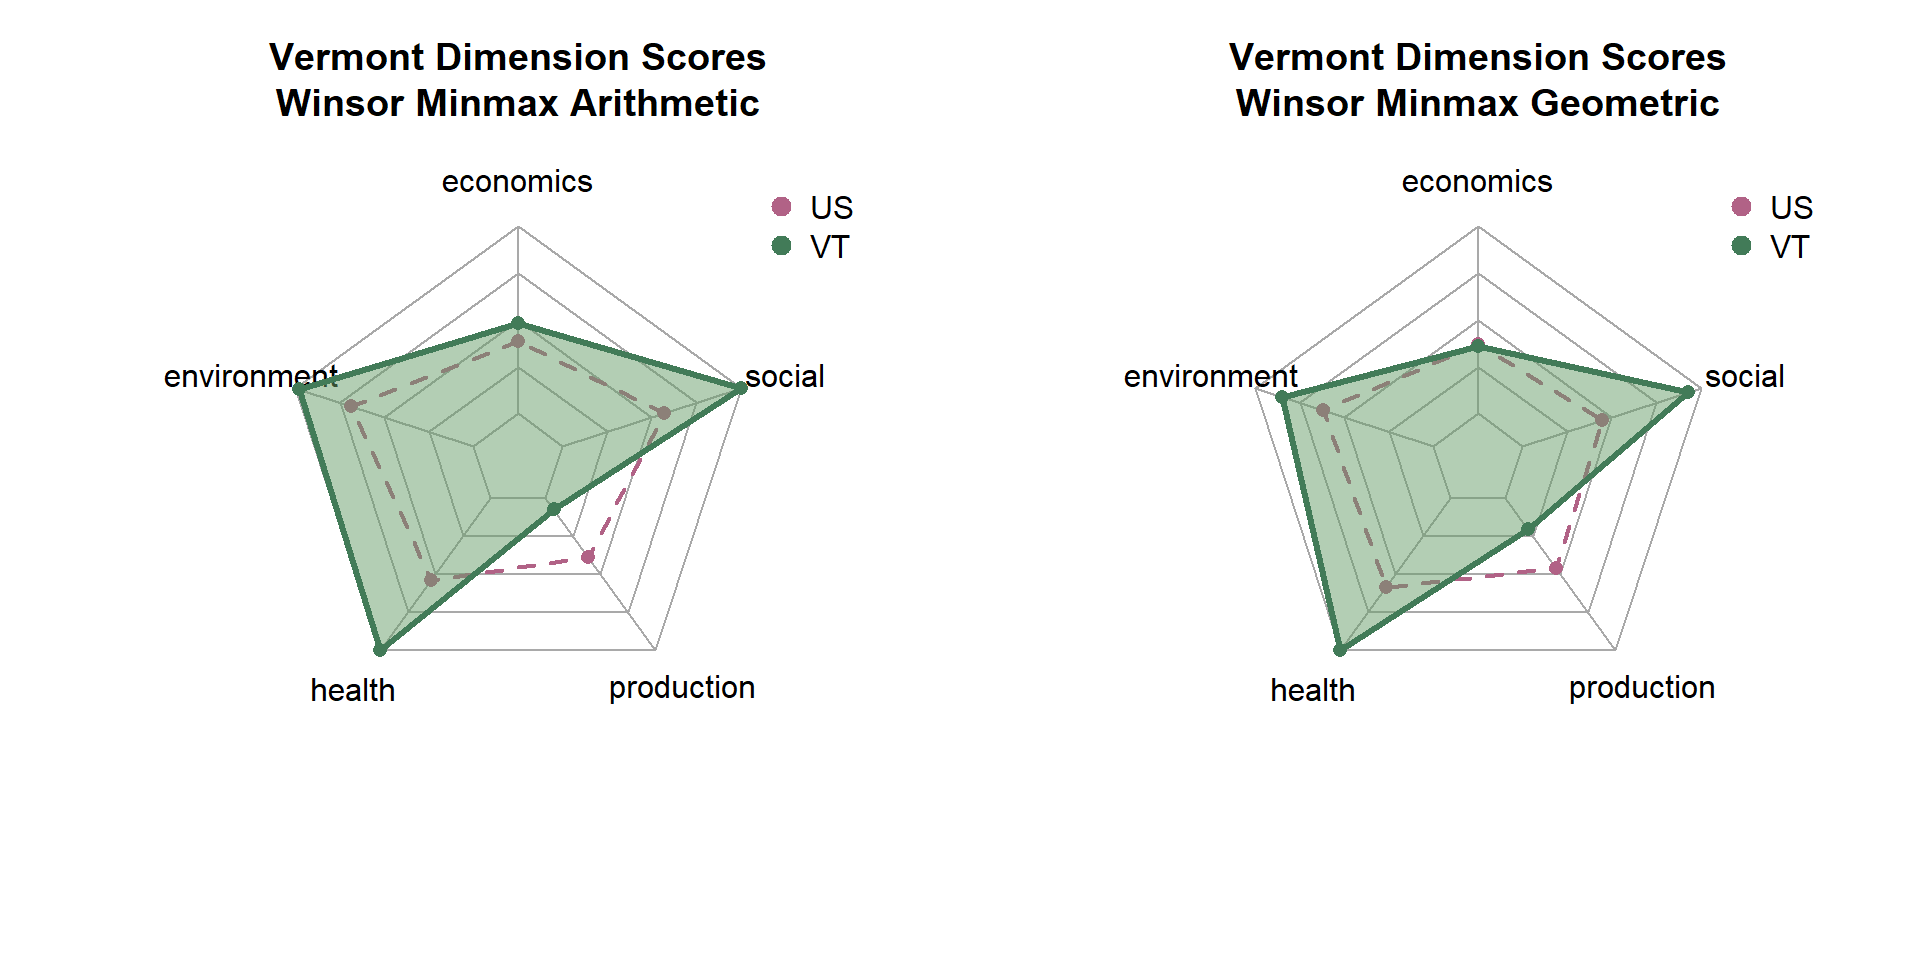 Vermont Dimension Scores
Winsor Minmax Arithmetic
economics
US
VT
environment
social
health
production
Vermont Dimension Scores
Winsor Minmax Geometric
economics
US
VT
environment
social
health
production